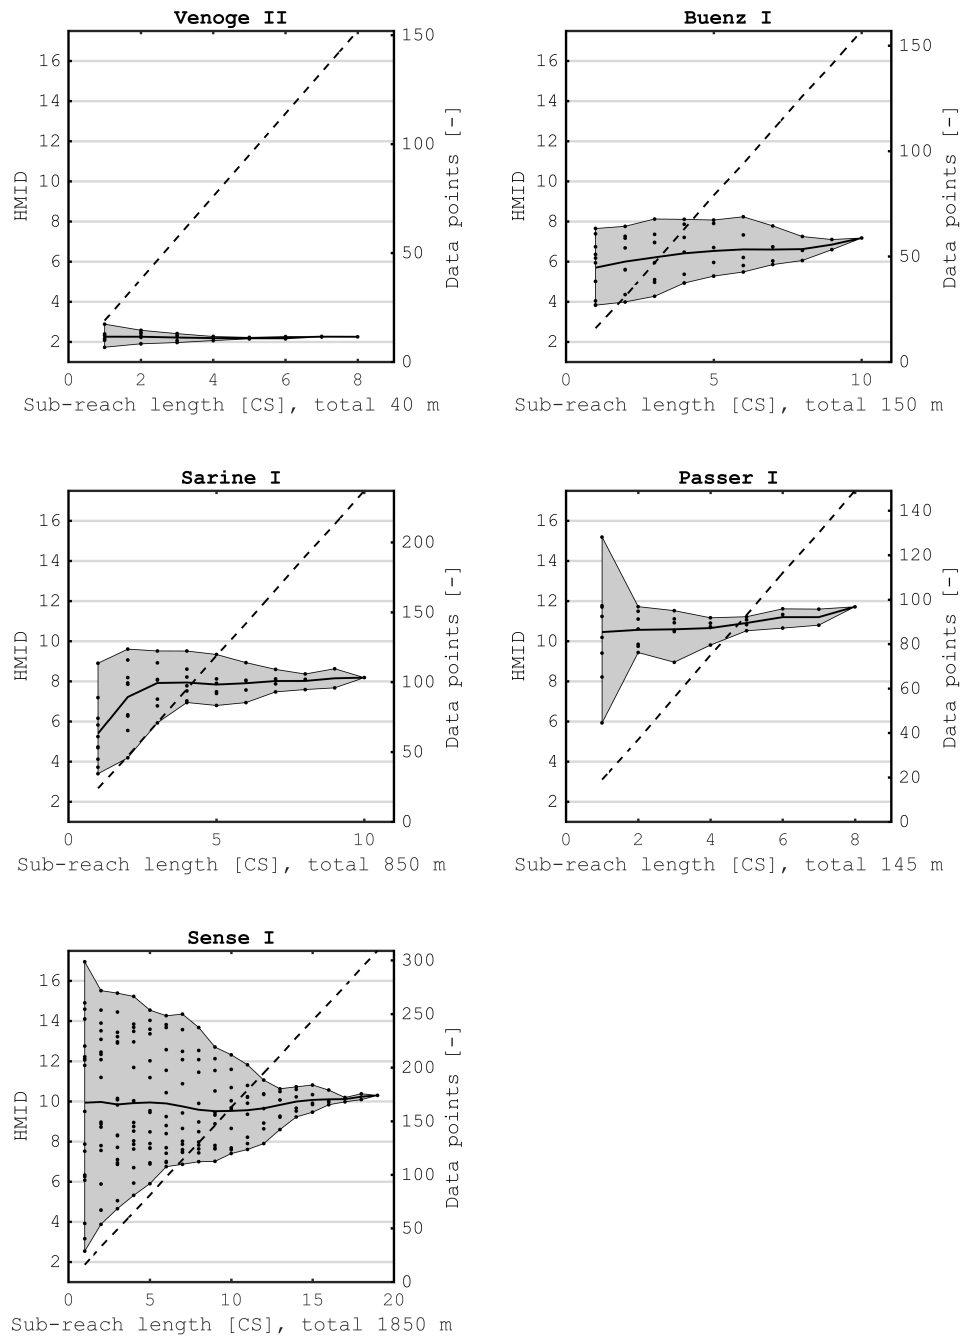 Venoge II
16
14
12
10
8
6
4
2
HMID
150
100
50
0
Data points [-]
0 2 4 6 8
Sub-reach length [CS], total 40 m
Buenz I
16
14
12
10
8
6
4
2
HMID
150
100
50
0
Data points [-]
0 5 10
Sub-reach length [CS], total 150 m
Sarine I
16
14
12
10
8
6
4
2
HMID
200
150
100
50
0
Data points [-]
0 5 10
Sub-reach length [CS], total 850 m
Passer I
16
14
12
10
8
6
4
2
HMID
140
120
100
80
60
40
20
0
Data points [-]
0 2 4 6 8
Sub-reach length [CS], total 145 m
Sense I
16
14
12
10
8
6
4
2
HMID
300
250
200
150
100
50
0
Data points [-]
0 5 10 15 20
Sub-reach length [CS], total 1850 m